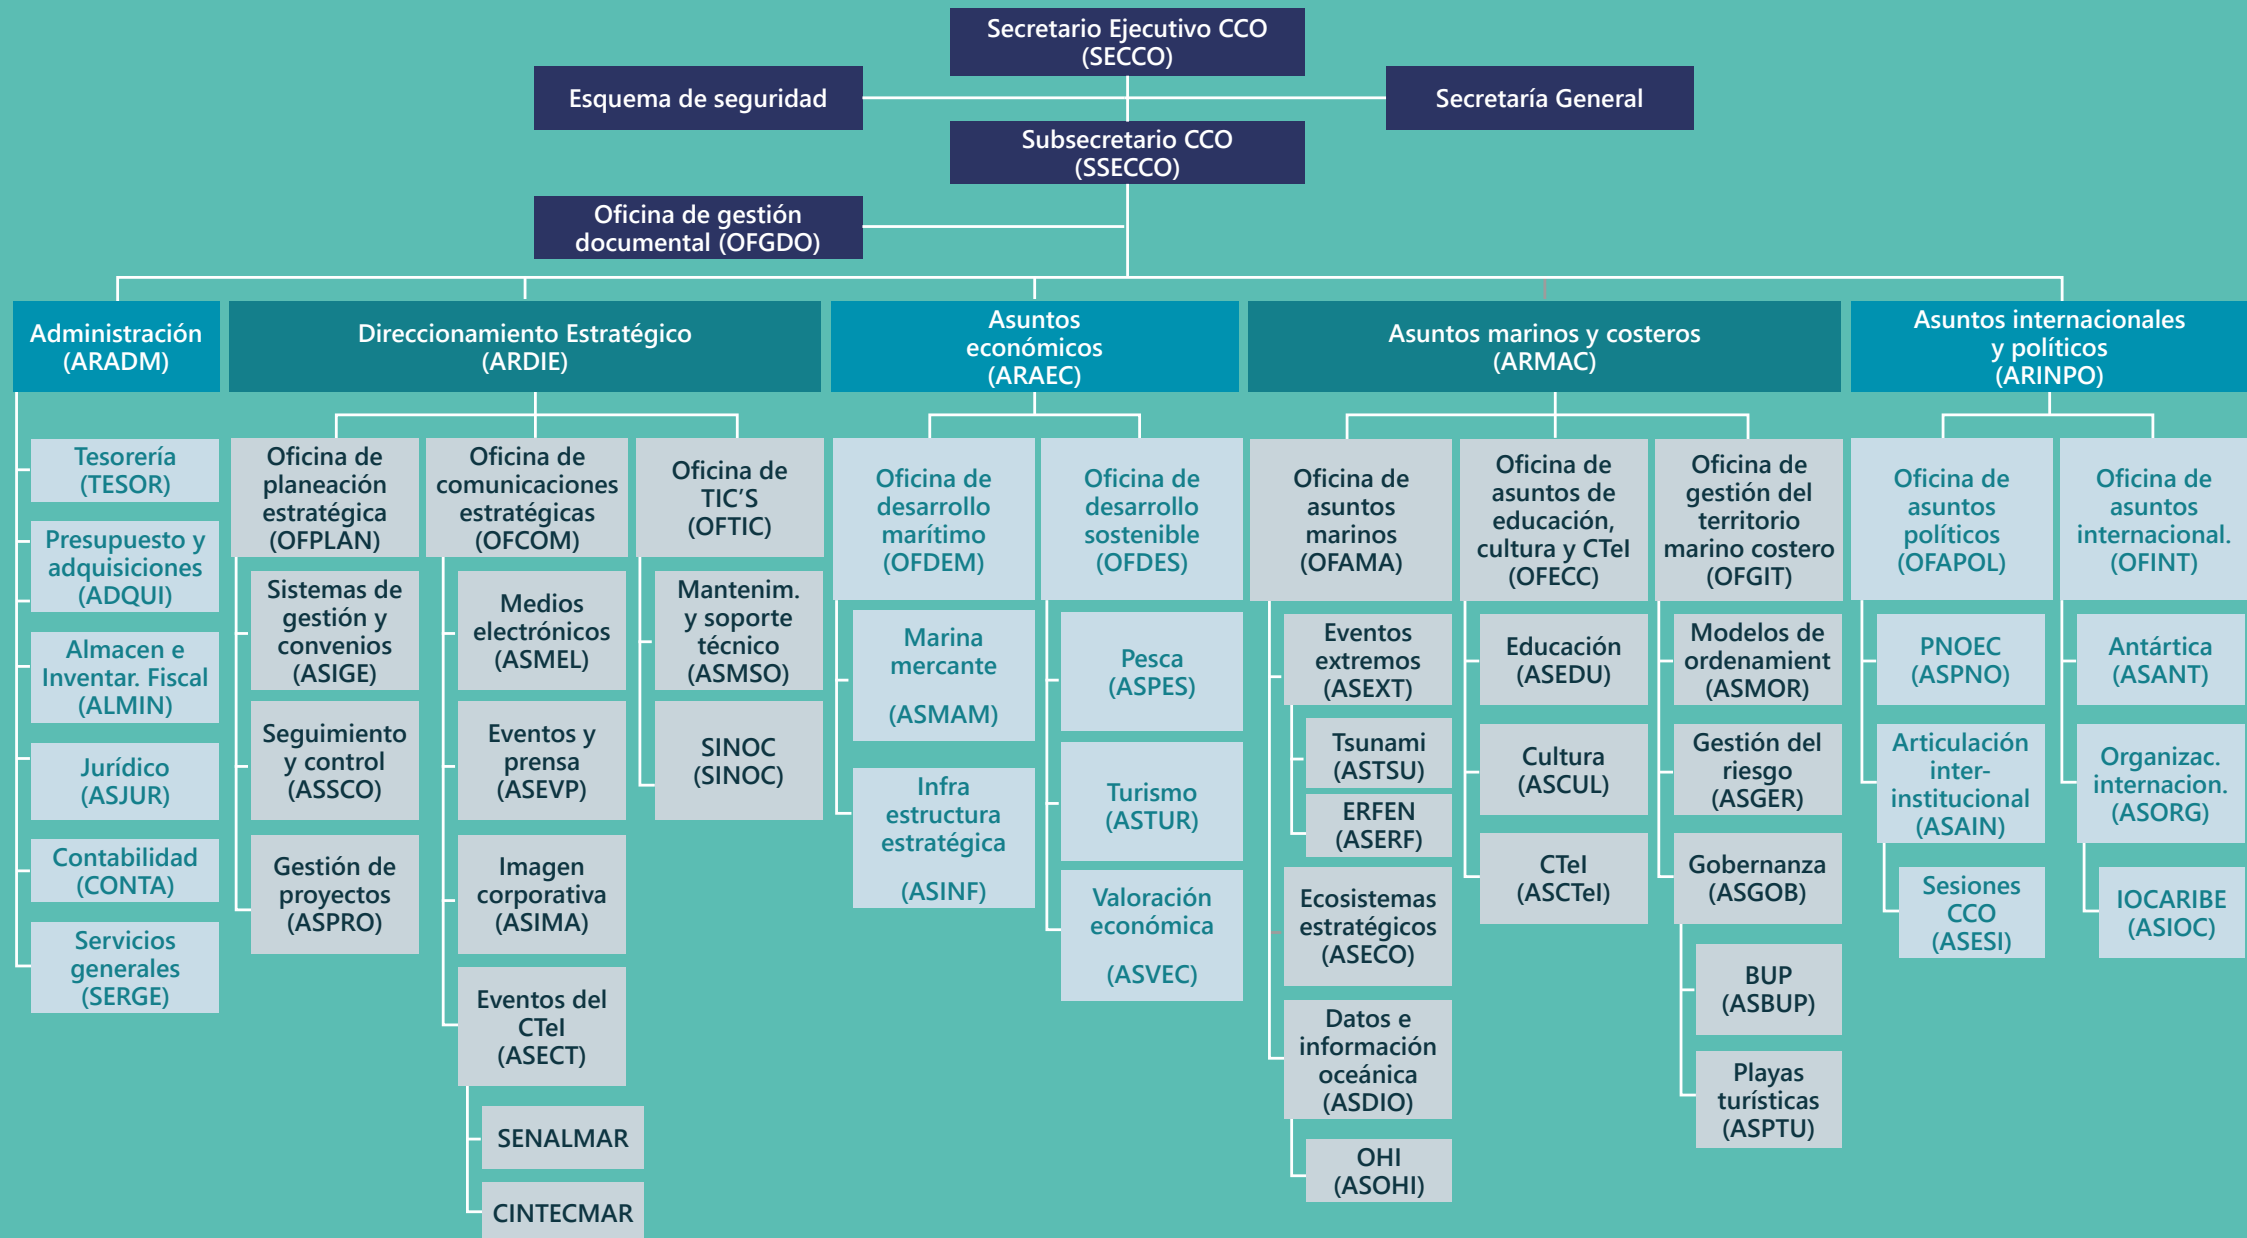 Secretario Ejecutivo CCO
(SECCO)
Esquema de seguridad
Secretaría General
Subsecretario CCO
(SSECCO)
Oficina de gestión
documental (OFGDO)
Administración
(ARADM)
Direccionamiento Estratégico
(ARDIE)
Asuntos
económicos
(ARAEC)
Asuntos marinos y costeros
(ARMAC)
Asuntos internacionales
y políticos
(ARINPO)
Tesorería
(TESOR)
Presupuesto y
adquisiciones
(ADQUI)
Almacen e
Inventar. Fiscal
(ALMIN)
Jurídico
(ASJUR)
Contabilidad
(CONTA)
Servicios
generales
(SERGE)
Oficina de
planeación
estratégica
(OFPLAN)
Sistemas de
gestión y
convenios
(ASIGE)
Seguimiento
y control
(ASSCO)
Gestión de
proyectos
(ASPRO)
Oficina de
comunicaciones
estratégicas
(OFCOM)
Medios
electrónicos
(ASMEL)
Eventos y
prensa
(ASEVP)
Imagen
corporativa
(ASIMA)
Eventos del
CTeI
(ASECT)
SENALMAR
CINTECMAR
Oficina de
TIC’S
(OFTIC)
Mantenim.
y soporte
técnico
(ASMSO)
SINOC
(SINOC)
Oficina de
desarrollo
marítimo
(OFDEM)
Marina
mercante
(ASMAM)
Infra
estructura
estratégica
(ASINF)
Oficina de
desarrollo
sostenible
(OFDES)
Pesca
(ASPES)
Turismo
(ASTUR)
Valoración
económica
(ASVEC)
Oficina de
asuntos
marinos
(OFAMA)
Eventos
extremos
(ASEXT)
Tsunami
(ASTSU)
ERFEN
(ASERF)
Ecosistemas
estratégicos
(ASECO)
Datos e
información
oceánica
(ASDIO)
OHI
(ASOHI)
Oficina de
asuntos de
educación,
cultura y CTeI
(OFECC)
Educación
(ASEDU)
Cultura
(ASCUL)
CTeI
(ASCTeI)
Oficina de
gestión del
territorio
marino costero
(OFGIT)
Modelos de
ordenamient
(ASMOR)
Gestión del
riesgo
(ASGER)
Gobernanza
(ASGOB)
BUP
(ASBUP)
Playas
turísticas
(ASPTU)
Oficina de
asuntos
políticos
(OFAPOL)
PNOEC
(ASPNO)
Articulación
inter-
institucional
(ASAIN)
Sesiones
CCO
(ASESI)
Oficina de
asuntos
internacional.
(OFINT)
Antártica
(ASANT)
Organizac.
internacion.
(ASORG)
IOCARIBE
(ASIOC)